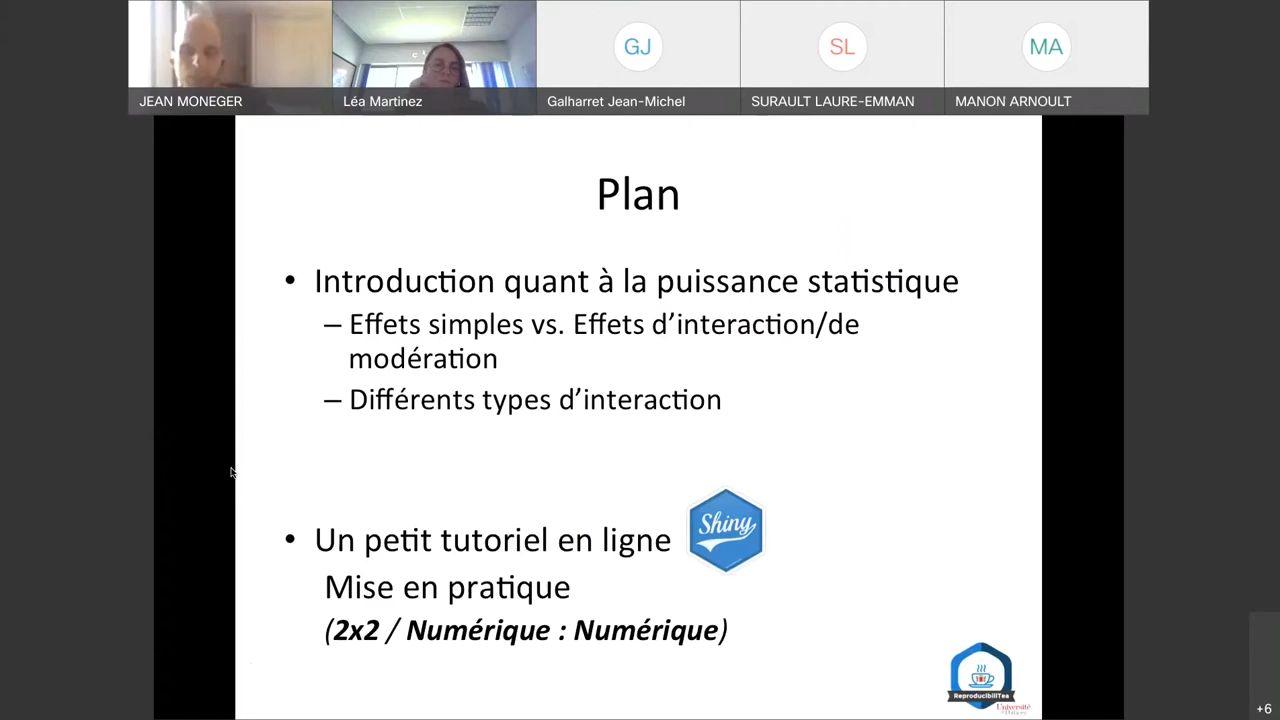 GJ
SL
MA
JEAN MONEGER
Léa Martinez
Galharret Jean-Michel
SURAULT LAURE-EMMAN
MANON ARNOULT
Plan
• Introduction quant à la puissance statistique
– Effets simples vs. Effets d’interaction/de
modération
– Différents types d’interaction
• Un petit tutoriel en ligne
Shiny
Mise en pratique
(2x2 / Numérique : Numérique)
ReproducibiliTea
Université
+6